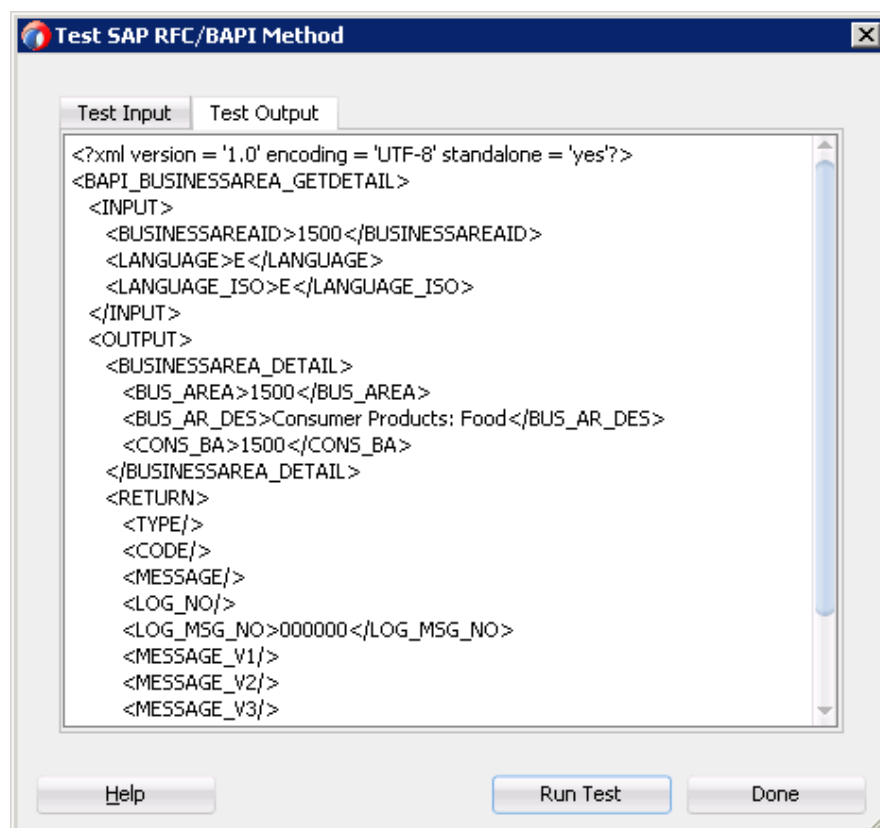 Test SAP RFC/BAPI Method
Test Input Test Output
<?xml version = '1.0' encoding = 'UTF-8' standalone = 'yes'?>
<BAPI_BUSINESSAREA_GETDETAIL>
<INPUT>
<BUSINESSAREAID>1500</BUSINESSAREAID>
<LANGUAGE>E</LANGUAGE>
<LANGUAGE_ISO>E</LANGUAGE_ISO>
</INPUT>
<OUTPUT>
<BUSINESSAREA_DETAIL>
<BUS_AREA>1500</BUS_AREA>
<BUS_AR_DES>Consumer Products: Food</BUS_AR_DES>
<CONS_BA>1500</CONS_BA>
</BUSINESSAREA_DETAIL>
<RETURN>
<TYPE/>
<CODE/>
<MESSAGE/>
<LOG_NO/>
<LOG_MSG_NO>000000</LOG_MSG_NO>
<MESSAGE_V1/>
<MESSAGE_V2/>
<MESSAGE_V3/>
Help Run Test Done